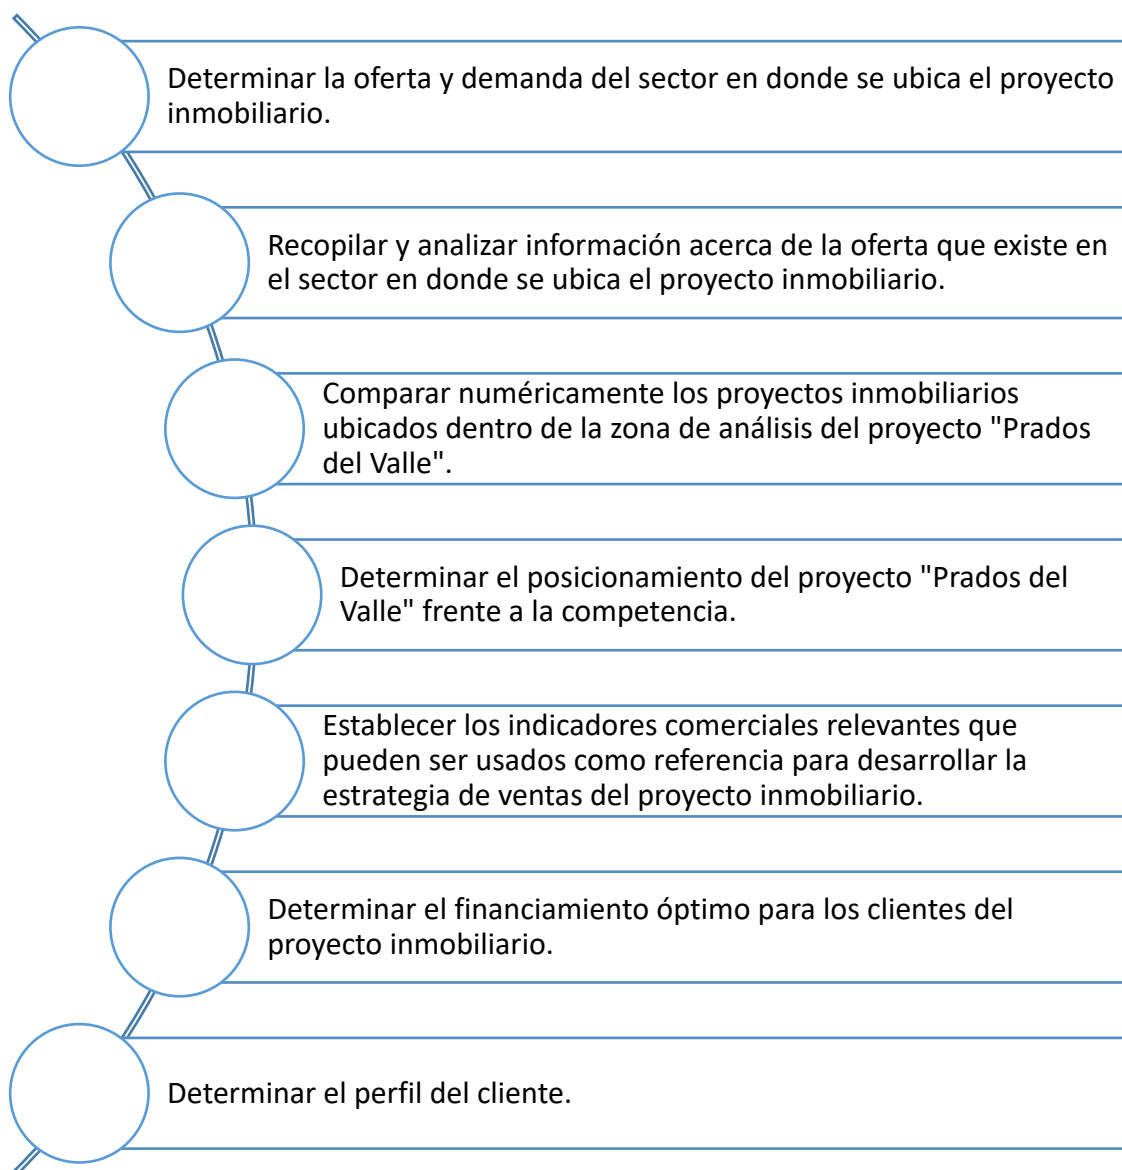 Determinar la oferta y demanda del sector en donde se ubica el proyecto
inmobiliario.
Recopilar y analizar información acerca de la oferta que existe en
el sector en donde se ubica el proyecto inmobiliario.
Comparar numéricamente los proyectos inmobiliarios
ubicados dentro de la zona de análisis del proyecto "Prados
del Valle".
Determinar el posicionamiento del proyecto "Prados del
Valle" frente a la competencia.
Establecer los indicadores comerciales relevantes que
pueden ser usados como referencia para desarrollar la
estrategia de ventas del proyecto inmobiliario.
Determinar el financiamiento óptimo para los clientes del
proyecto inmobiliario.
Determinar el perfil del cliente.